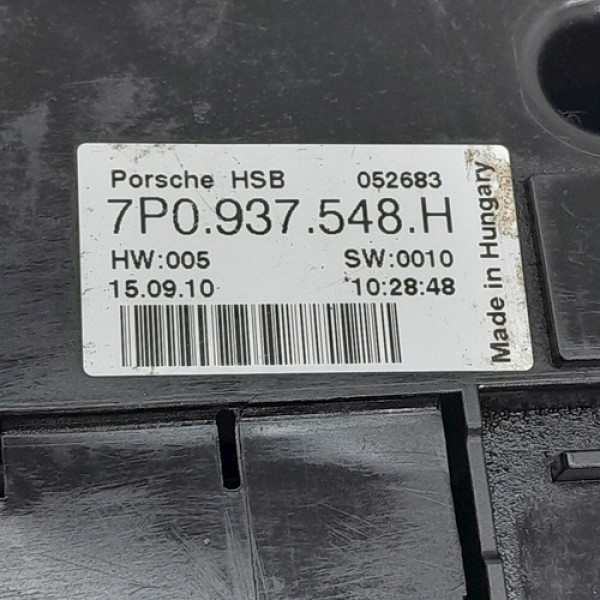 Porsche HSB 052683
7P0.937.548.H
HW:005 SW:0010
15.09.10 10:28:48
Made in Hungary